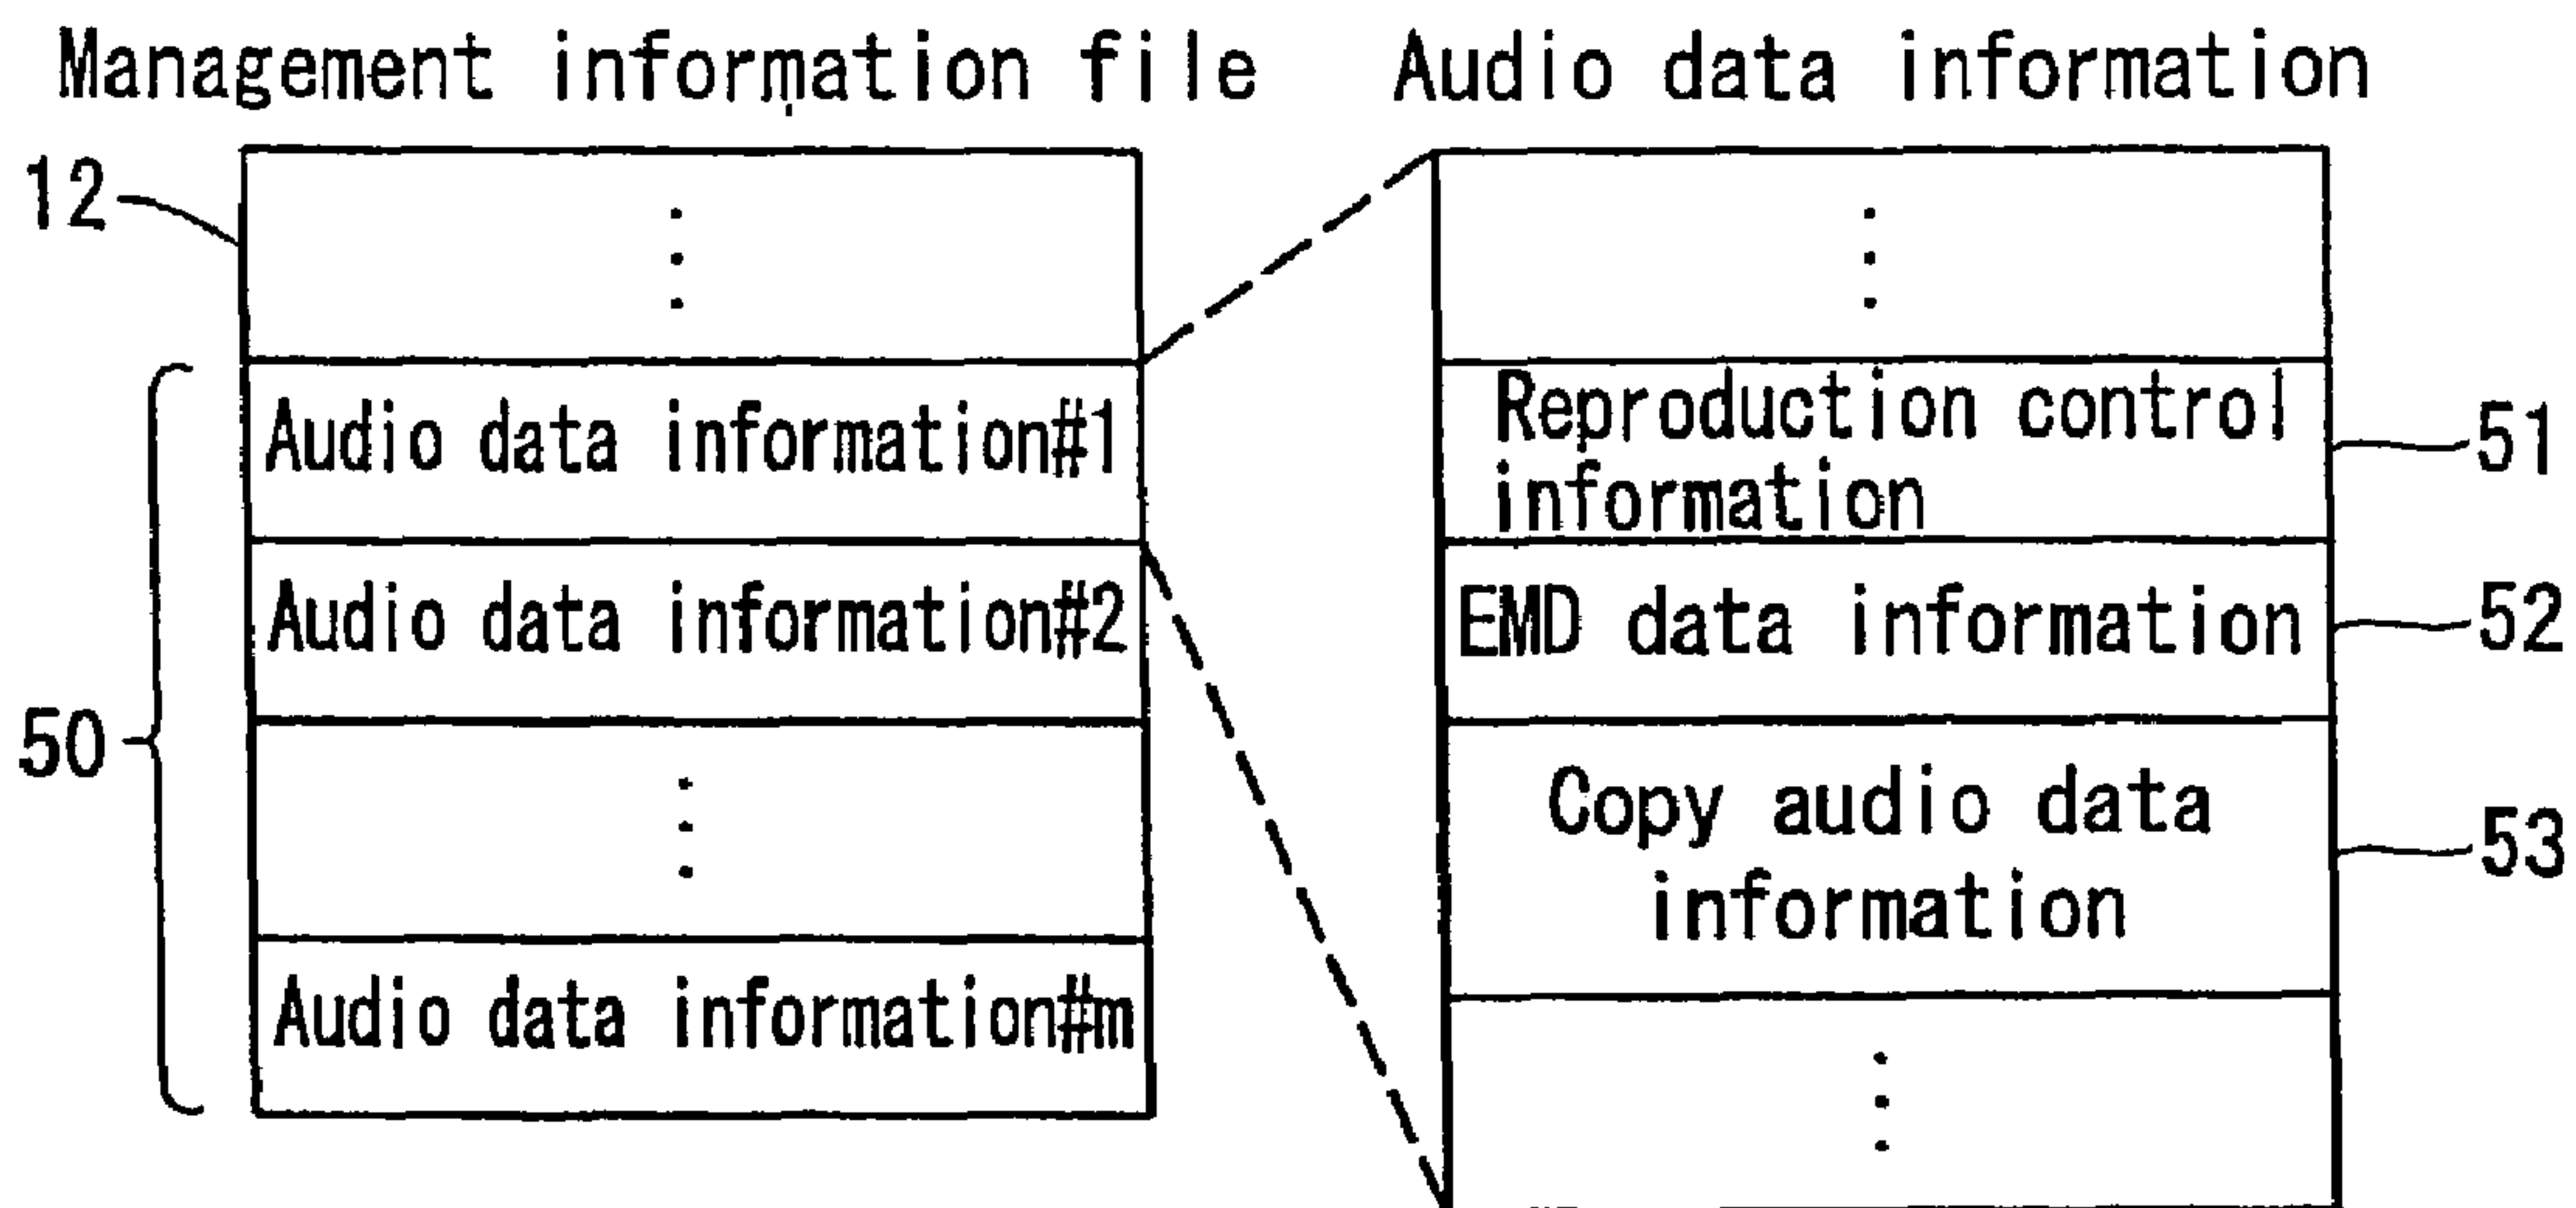 Management information file
Audio data information
12
Audio data information#1
Audio data information#2
50
Audio data information#m
Reproduction control
information
51
EMD data information
52
Copy audio data
information
53